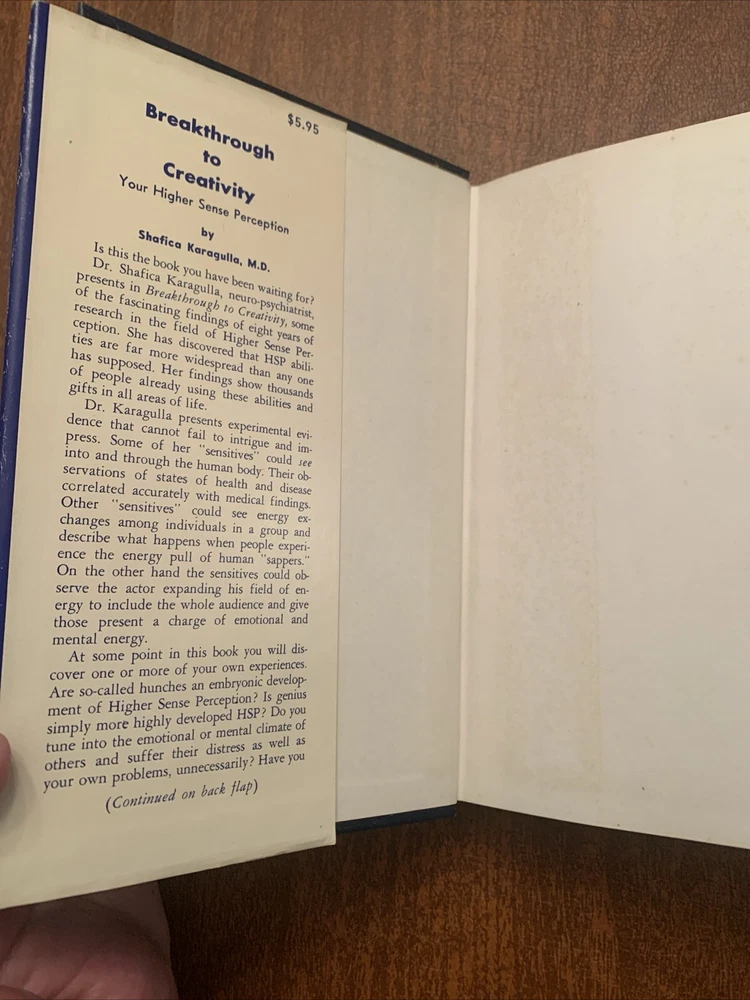 $5.95
Breakthrough
to
Creativity
Your Higher Sense Perception
by
Shafica Karagulla, M.D.
Is this the book you have been waiting for?
Dr. Shafica Karagulla, neuro-psychiatrist,
presents in Breakthrough to Creativity, some
of the fascinating findings of eight years of
research in the field of Higher Sense Per-
ception. She has discovered that HSP abili-
ties are far more widespread than any one
has supposed. Her findings show thousands
of people already using these abilities and
gifts in all areas of life.
Dr. Karagulla presents experimental evi-
dence that cannot fail to intrigue and im-
press. Some of her "sensitives" could see
into and through the human body. Their ob-
servations of states of health and disease
correlated accurately with medical findings.
Other "sensitives" could see energy ex-
changes among individuals in a group and
describe what happens when people experi-
ence the energy pull of human "sappers."
On the other hand the sensitives could ob-
serve the actor expanding his field of en-
ergy to include the whole audience and give
those present a charge of emotional and
mental energy.
At some point in this book you will dis-
cover one or more of your own experiences.
Are so-called hunches an embryonic develop-
ment of Higher Sense Perception? Is genius
simply more highly developed HSP? Do you
tune into the emotional or mental climate of
others and suffer their distress as well as
your own problems, unnecessarily? Have you
(Continued on back flap)